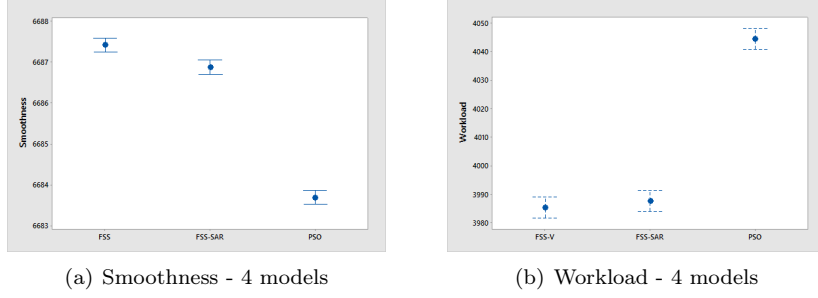 6688
6687
6686
6685
6684
6683
Smoothness
FSS
FSS-SAR
PSO
(a) Smoothness - 4 models
4050
4040
4030
4020
4010
4000
3990
3980
Workload
FSS-V
FSS-SAR
PSO
(b) Workload - 4 models